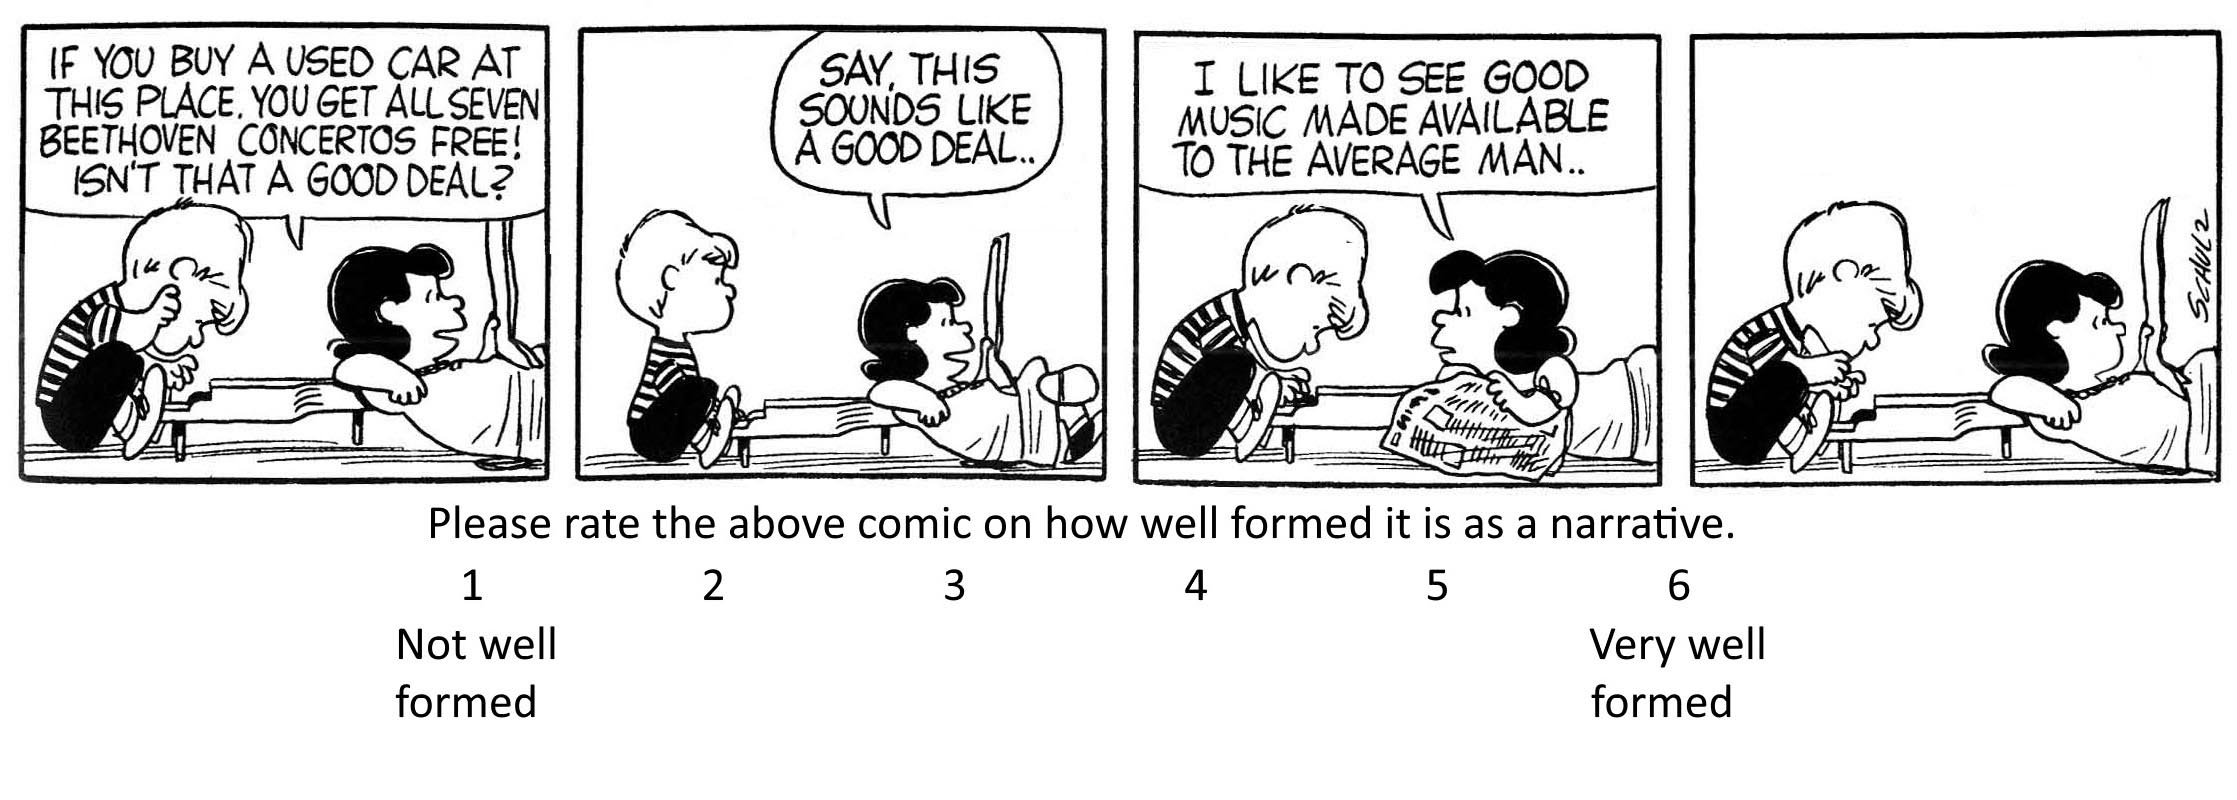 IF YOU BUY A USED CAR AT
THIS PLACE, YOU GET ALL SEVEN
BEETHOVEN CONCERTOS FREE!
ISN'T THAT A GOOD DEAL?
SAY, THIS
SOUNDS LIKE
A GOOD DEAL..
I LIKE TO SEE GOOD
MUSIC MADE AVAILABLE
TO THE AVERAGE MAN..
SCHULZ
Please rate the above comic on how well formed it is as a narrative.
1 2 3 4 5 6
Not well
formed
Very well
formed